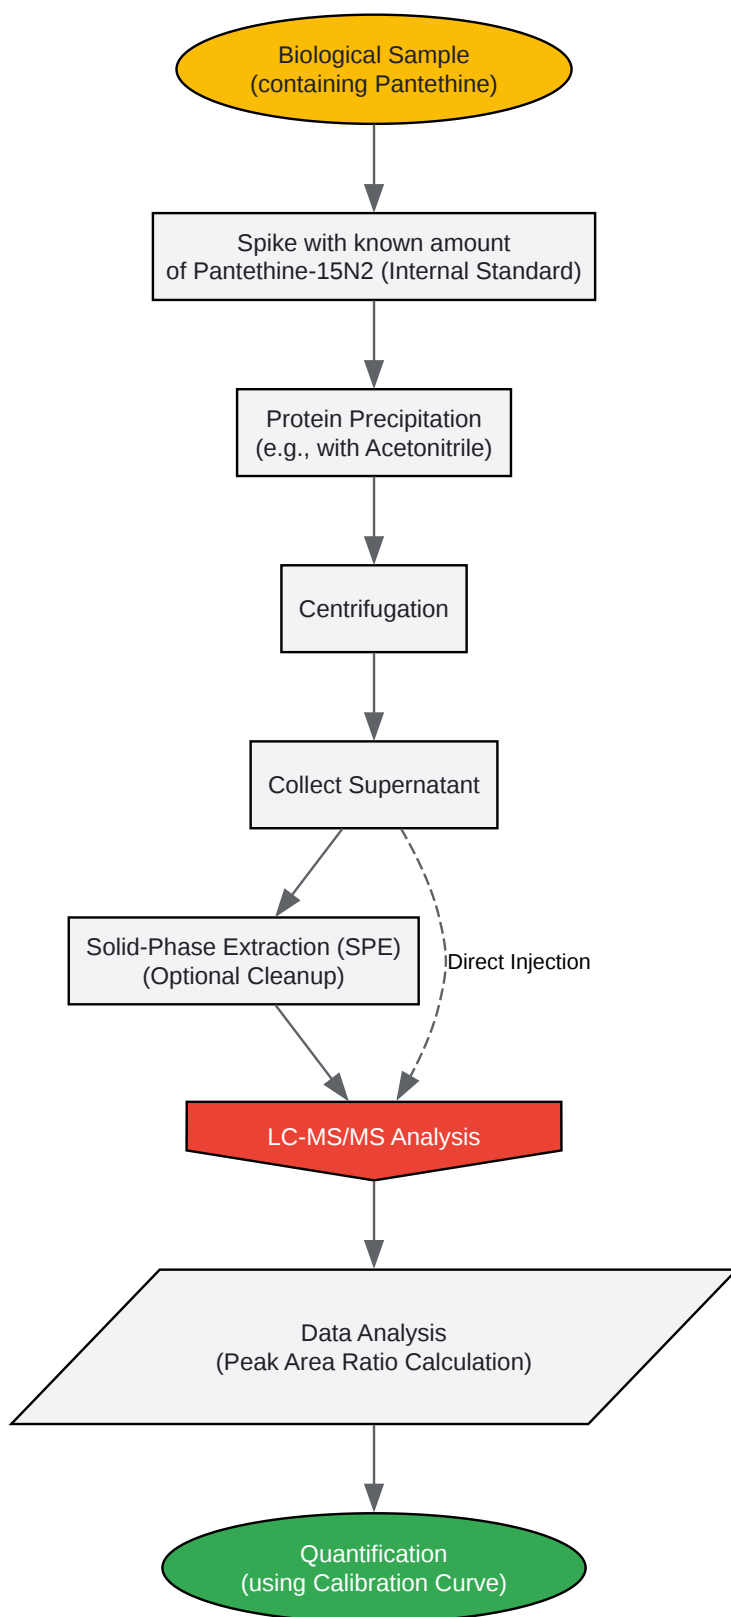 Biological Sample
(containing Pantethine)
Spike with known amount
of Pantethine-15N2 (Internal Standard)
Protein Precipitation
(e.g., with Acetonitrile)
Centrifugation
Collect Supernatant
Solid-Phase Extraction (SPE)
(Optional Cleanup)
Direct Injection
LC-MS/MS Analysis
Data Analysis
(Peak Area Ratio Calculation)
Quantification
(using Calibration Curve)